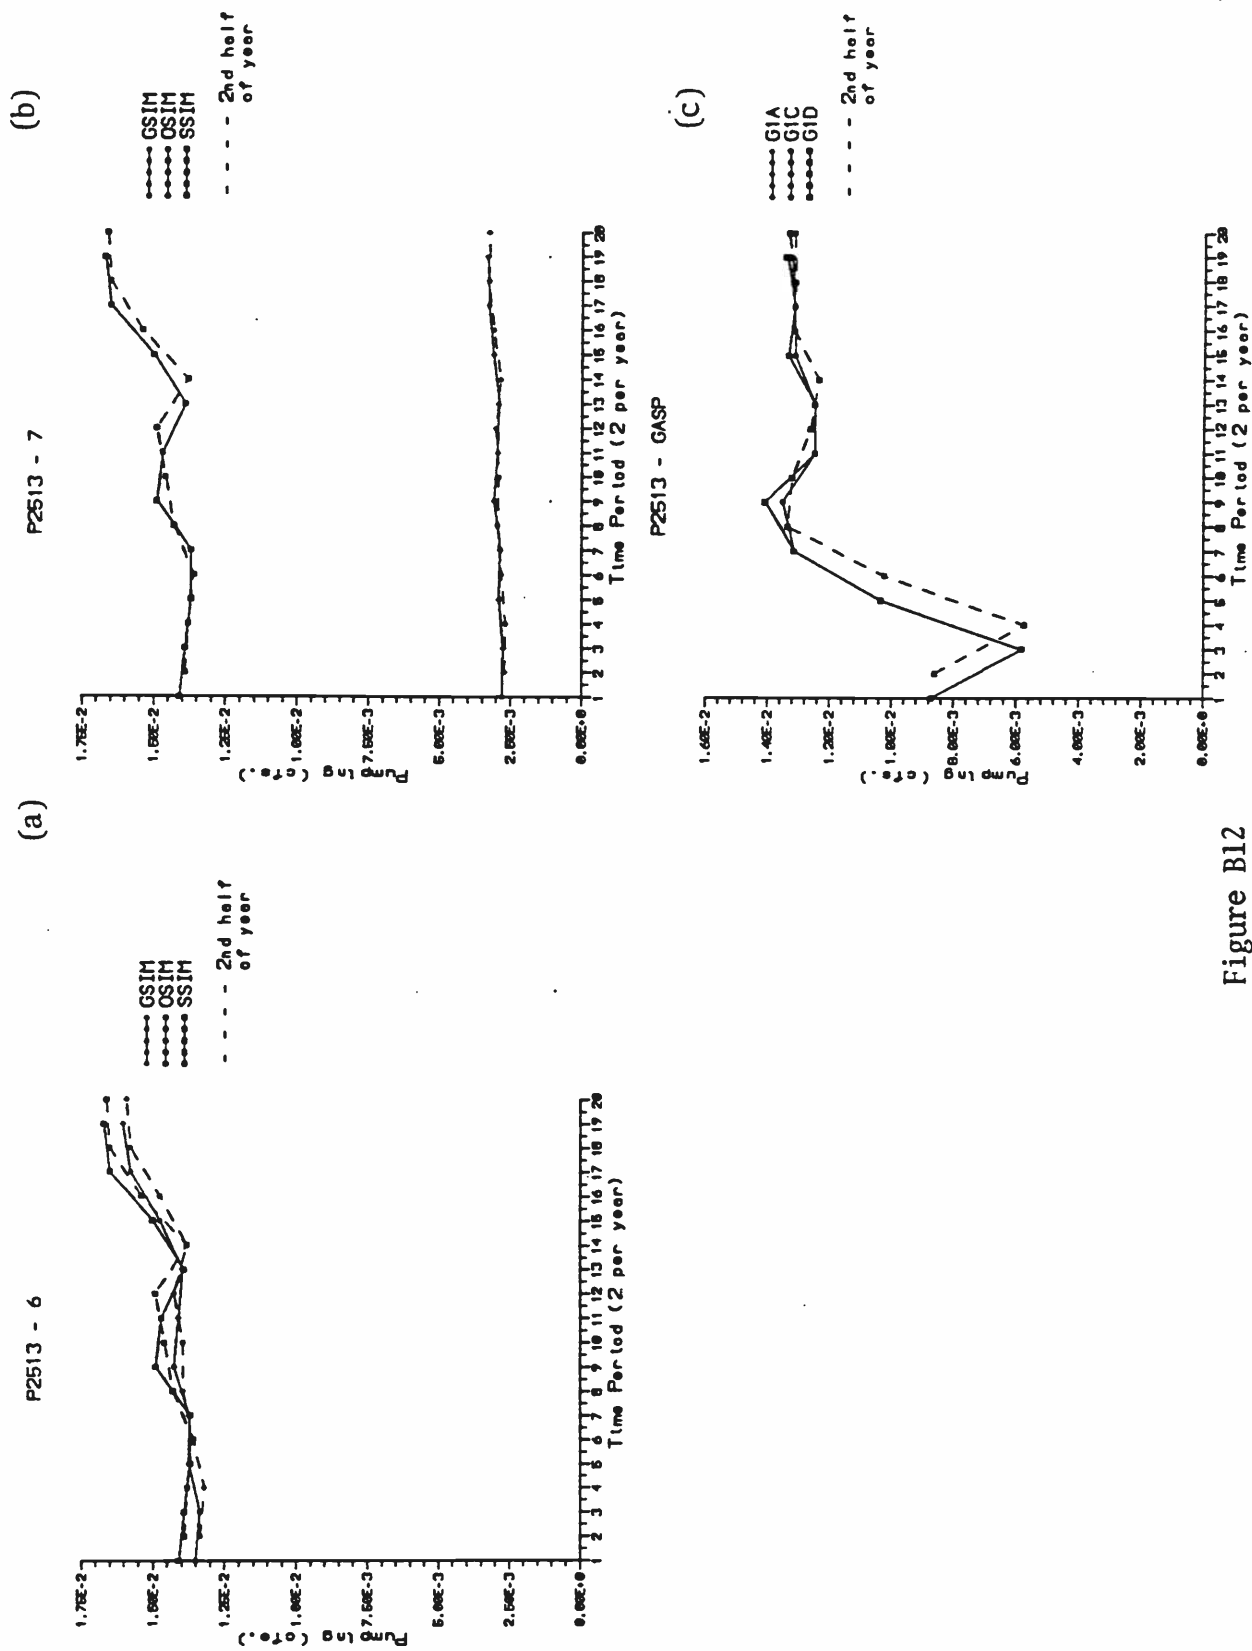 (a)
P2513 - 6
GSIM
OSIM
SSIM
2nd half
of year
1.75E-2
1.50E-2
1.25E-2
1.00E-2
7.50E-3
5.00E-3
2.50E-3
0.00E+0
Pumping (cfs.)
1 2 3 4 5 6 7 8 9 10 11 12 13 14 15 16 17 18 19 20
Time Period (2 per year)
(b)
P2513 - 7
GSIM
OSIM
SSIM
2nd half
of year
1.75E-2
1.50E-2
1.25E-2
1.00E-2
7.50E-3
5.00E-3
2.50E-3
0.00E+0
Pumping (cfs.)
1 2 3 4 5 6 7 8 9 10 11 12 13 14 15 16 17 18 19 20
Time Period (2 per year)
(c)
P2513 - GASP
G1A
G1C
G1D
2nd half
of year
1.60E-2
1.40E-2
1.20E-2
1.00E-2
8.00E-3
6.00E-3
4.00E-3
2.00E-3
0.00E+0
Pumping (cfs.)
1 2 3 4 5 6 7 8 9 10 11 12 13 14 15 16 17 18 19 20
Time Period (2 per year)
Figure B12